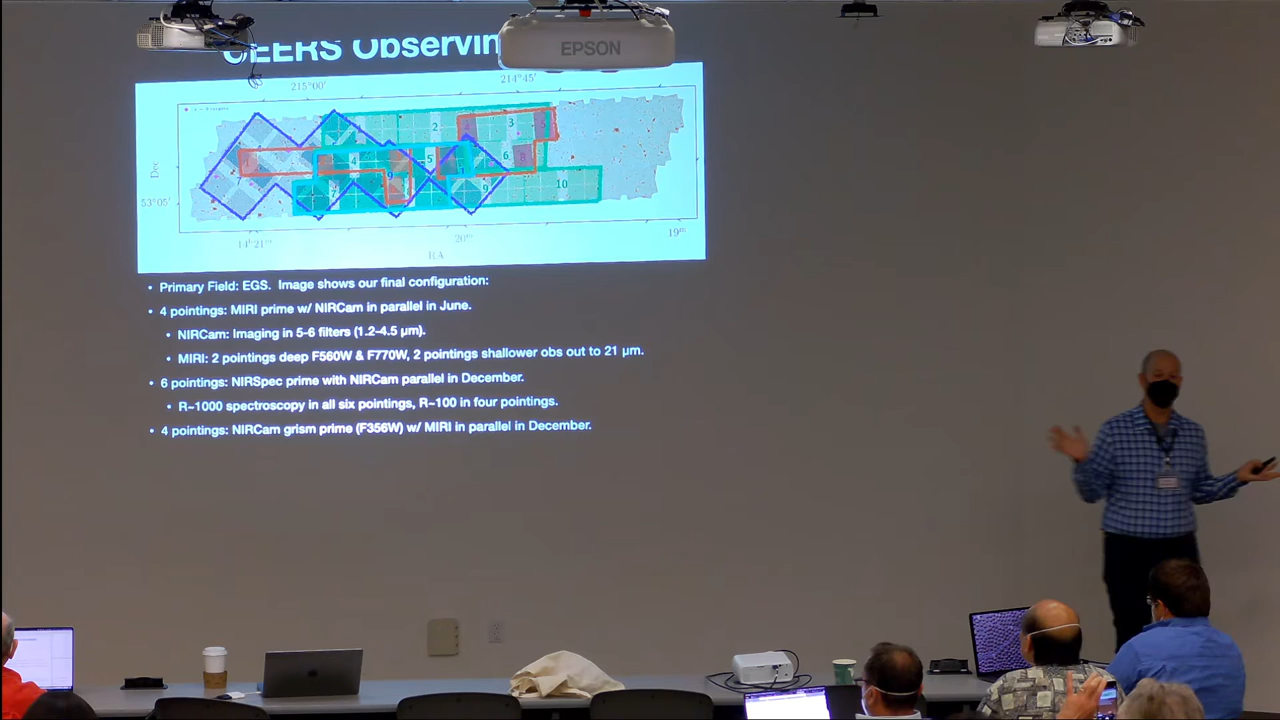 CEERS Observin
EPSON
215°00′
214°45′
2
3
4
5
6
8
7
9
10
Dec
53°05′
14ʰ21ᵐ
20ᵐ
19ᵐ
RA
• Primary Field: EGS. Image shows our final configuration:
• 4 pointings: MIRI prime w/ NIRCam in parallel in June.
• NIRCam: Imaging in 5-6 filters (1.2-4.5 μm).
• MIRI: 2 pointings deep F560W & F770W, 2 pointings shallower obs out to 21 μm.
• 6 pointings: NIRSpec prime with NIRCam parallel in December.
• R~1000 spectroscopy in all six pointings, R~100 in four pointings.
• 4 pointings: NIRCam grism prime (F356W) w/ MIRI in parallel in December.